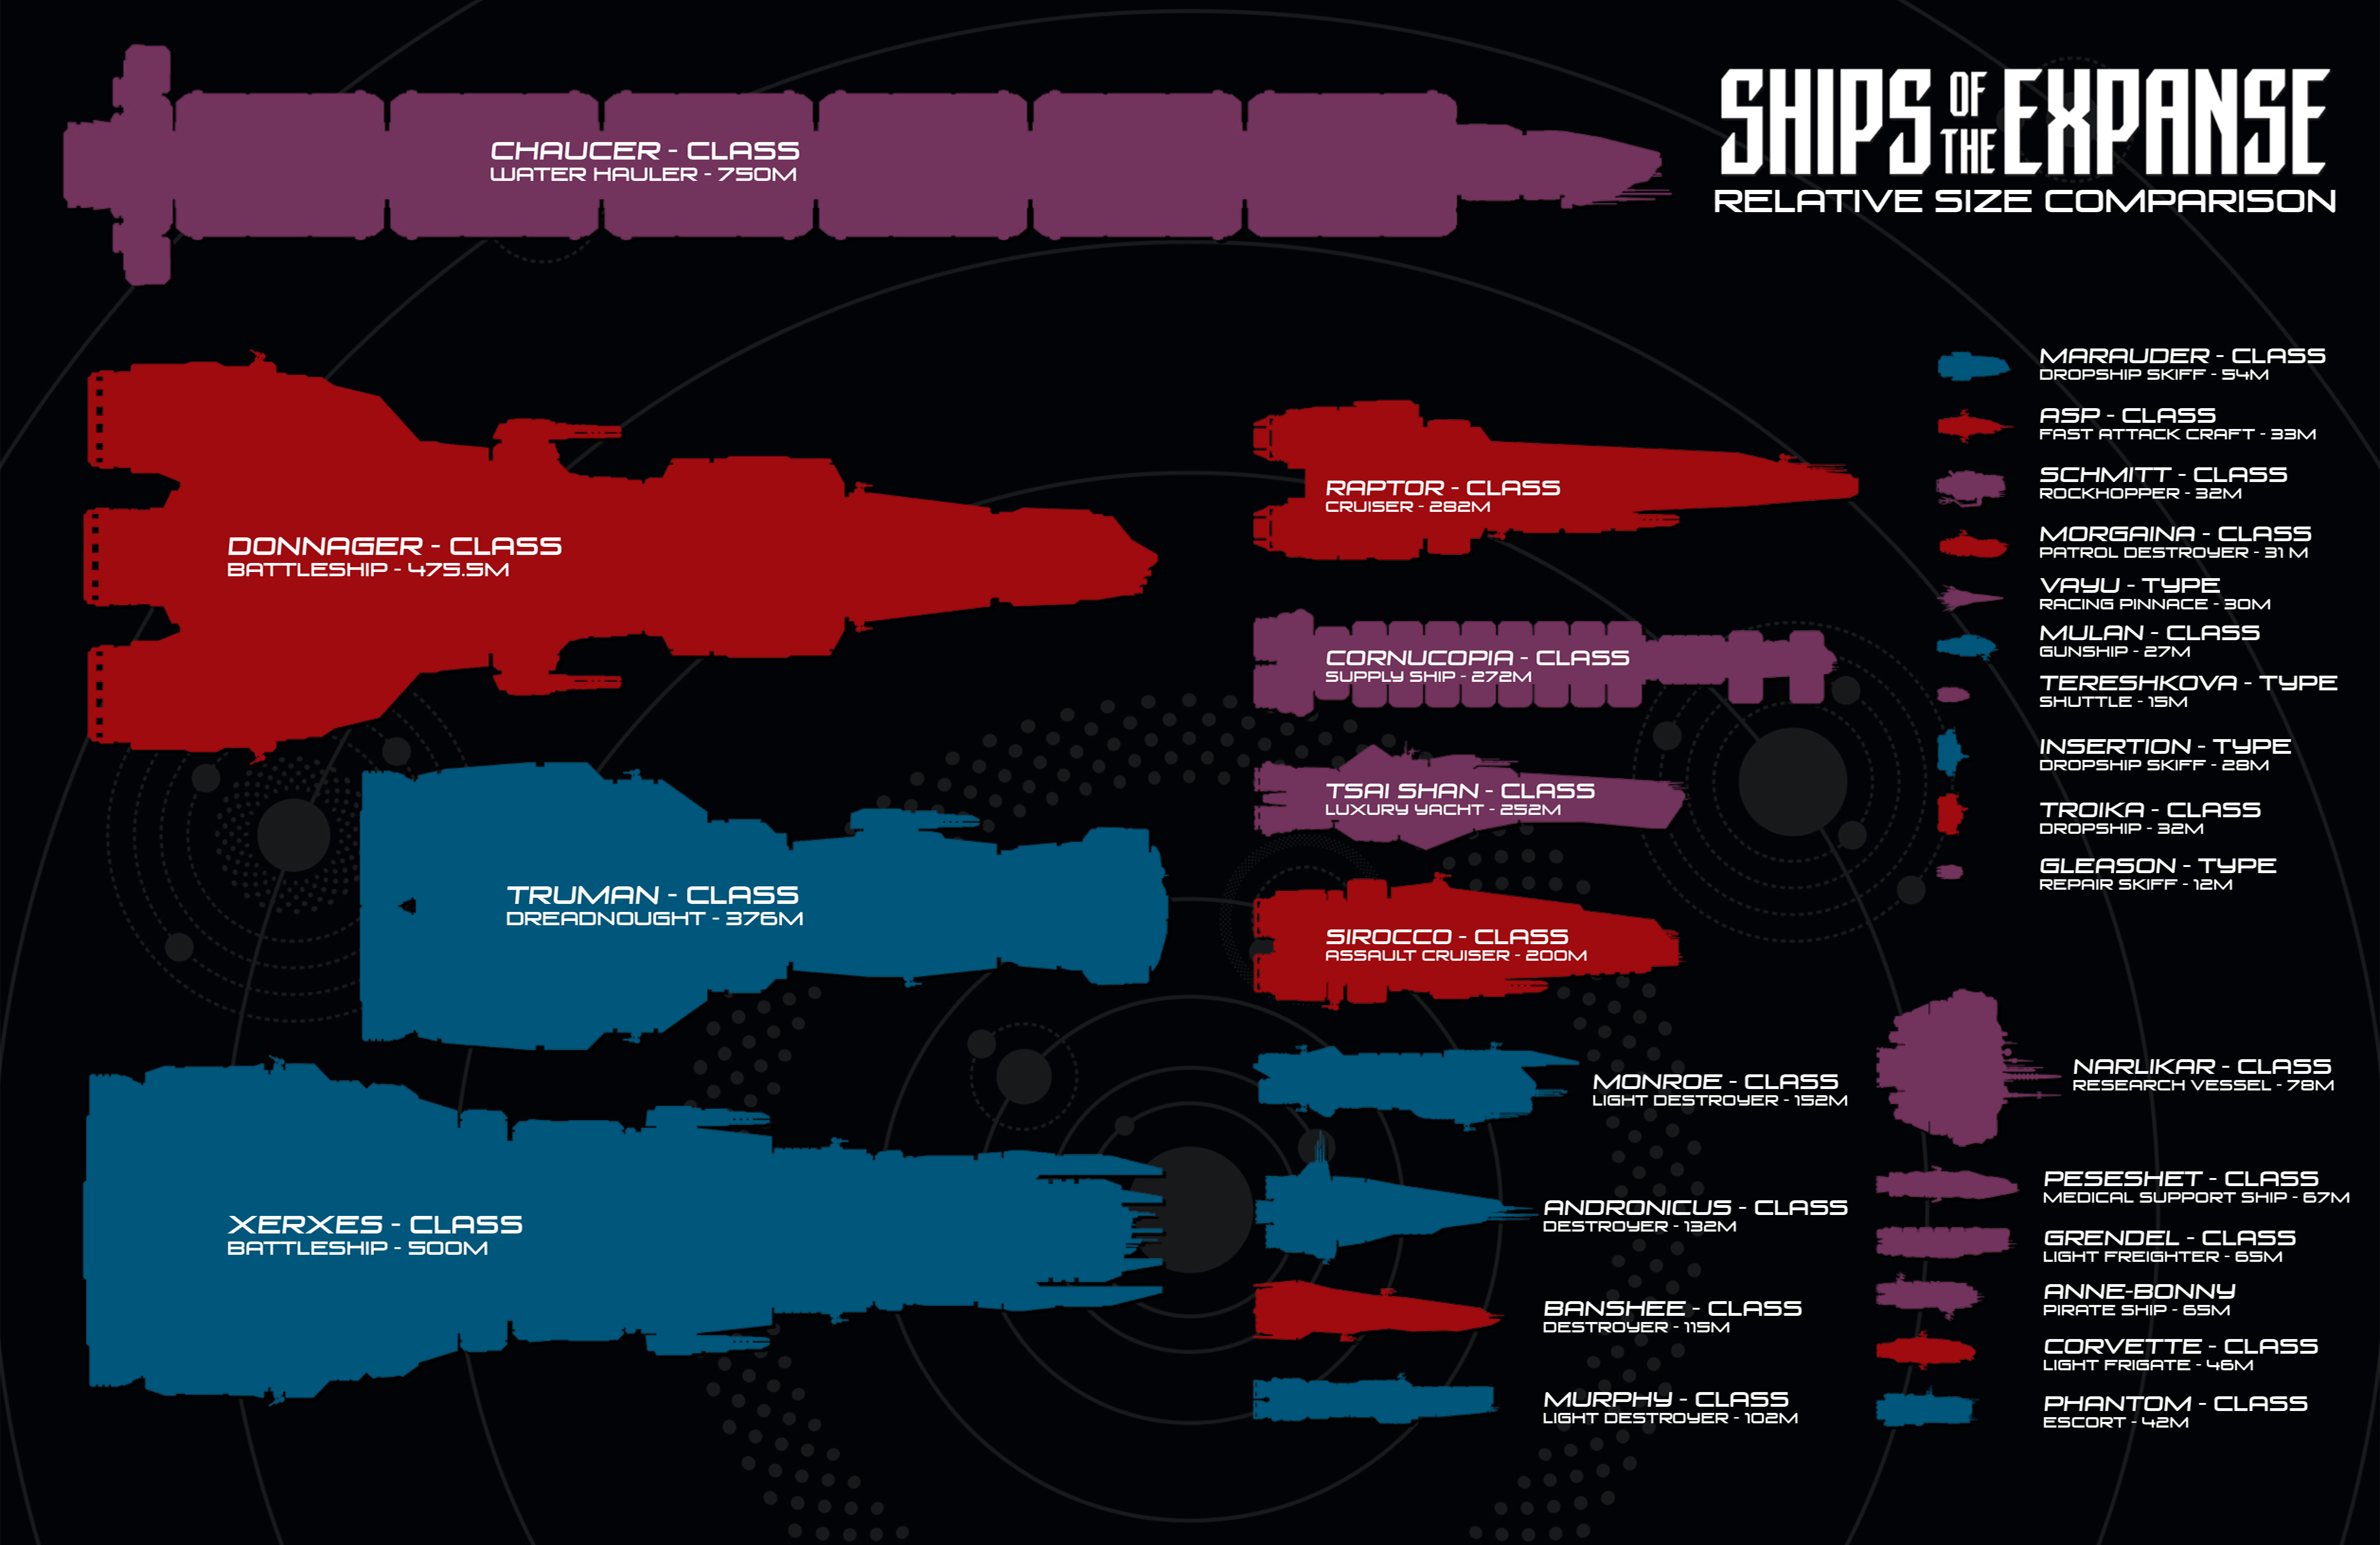 SHIPS OF THE EXPANSE
RELATIVE SIZE COMPARISON
CHAUCER - CLASS
WATER HAULER - 750M
DONNAGER - CLASS
BATTLESHIP - 475.5M
TRUMAN - CLASS
DREADNOUGHT - 376M
XERXES - CLASS
BATTLESHIP - 500M
RAPTOR - CLASS
CRUISER - 282M
CORNUCOPIA - CLASS
SUPPLY SHIP - 272M
TSAI SHAN - CLASS
LUXURY YACHT - 252M
SIROCCO - CLASS
ASSAULT CRUISER - 200M
MONROE - CLASS
LIGHT DESTROYER - 152M
ANDRONICUS - CLASS
DESTROYER - 132M
BANSHEE - CLASS
DESTROYER - 115M
MURPHY - CLASS
LIGHT DESTROYER - 102M
MARAUDER - CLASS
DROPSHIP SKIFF - 54M
ASP - CLASS
FAST ATTACK CRAFT - 33M
SCHMITT - CLASS
ROCKHOPPER - 32M
MORGAINA - CLASS
PATROL DESTROYER - 31 M
VAYU - TYPE
RACING PINNACE - 30M
MULAN - CLASS
GUNSHIP - 27M
TERESHKOVA - TYPE
SHUTTLE - 15M
INSERTION - TYPE
DROPSHIP SKIFF - 28M
TROIKA - CLASS
DROPSHIP - 32M
GLEASON - TYPE
REPAIR SKIFF - 12M
NARLIKAR - CLASS
RESEARCH VESSEL - 78M
PESESHET - CLASS
MEDICAL SUPPORT SHIP - 67M
GRENDEL - CLASS
LIGHT FREIGHTER - 65M
ANNE-BONNY
PIRATE SHIP - 65M
CORVETTE - CLASS
LIGHT FRIGATE - 46M
PHANTOM - CLASS
ESCORT - 42M